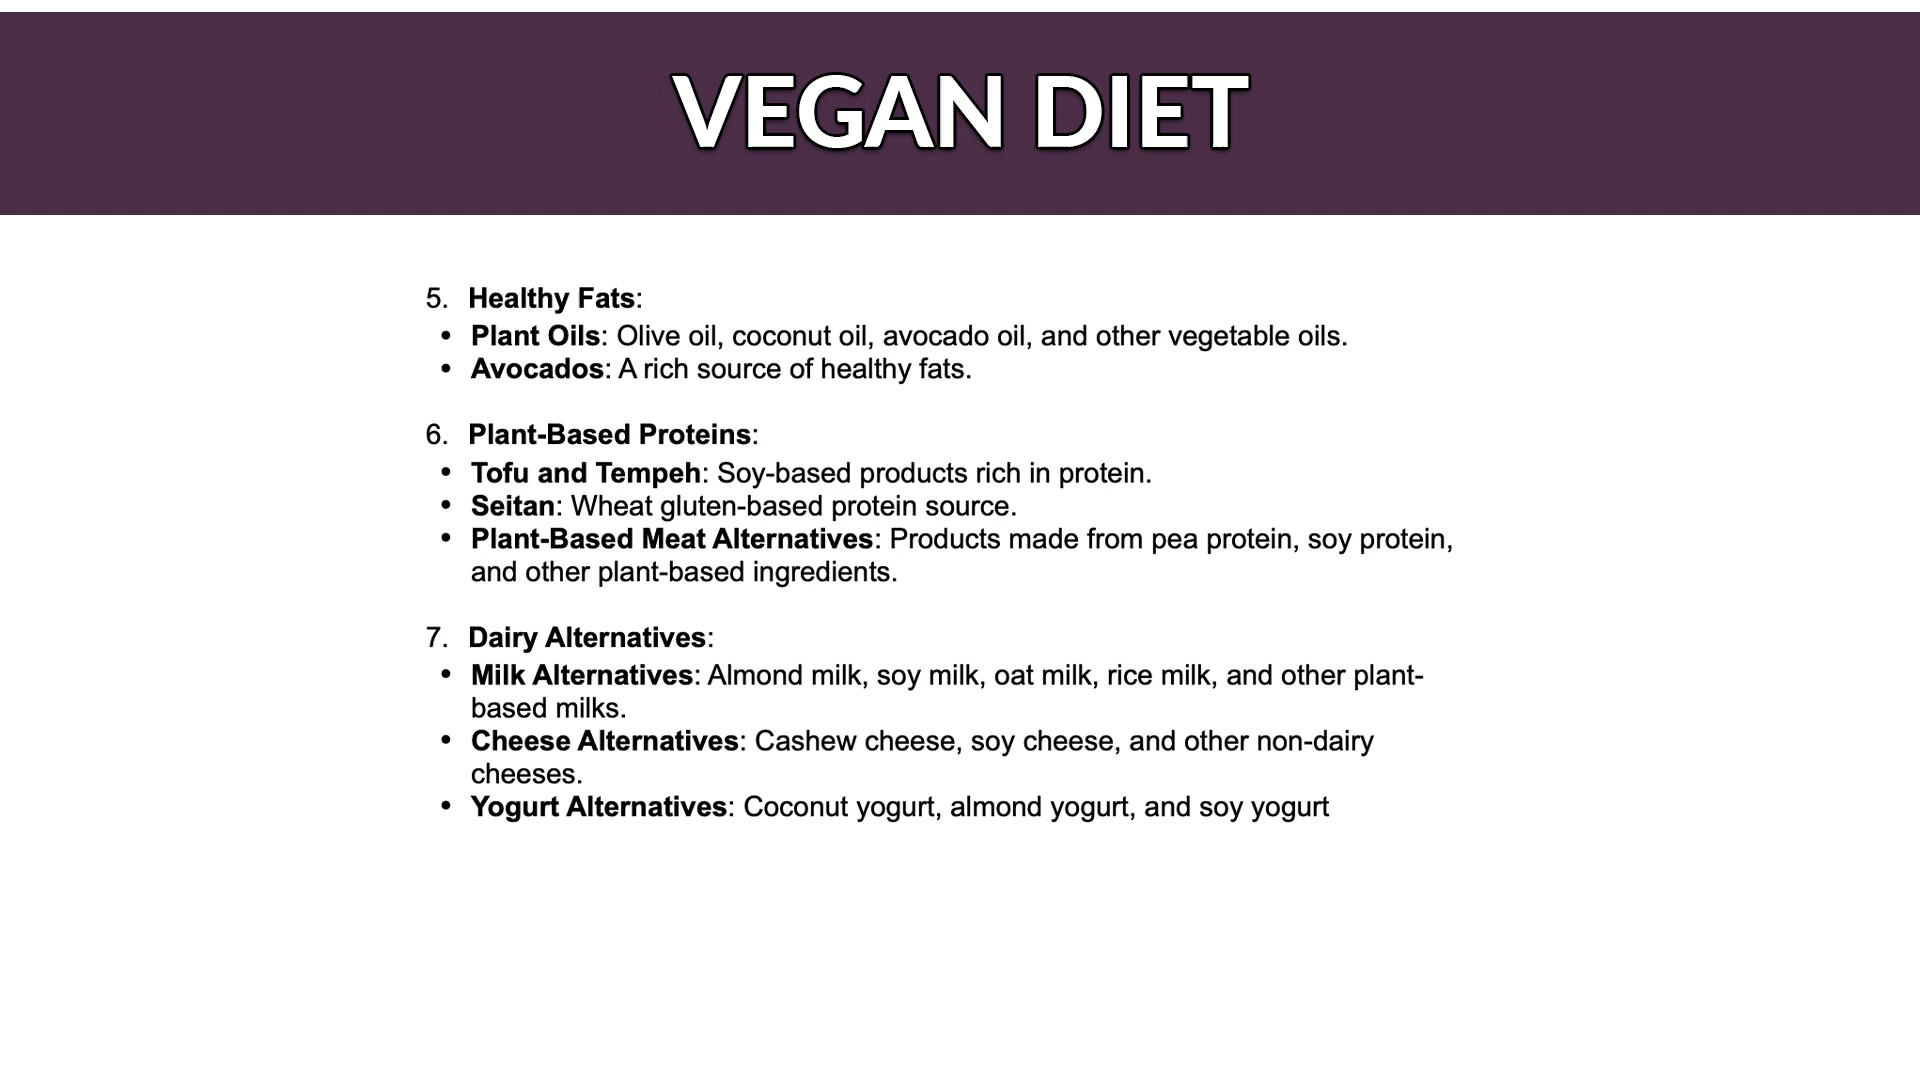 VEGAN DIET
5. Healthy Fats:
• Plant Oils: Olive oil, coconut oil, avocado oil, and other vegetable oils.
• Avocados: A rich source of healthy fats.
6. Plant-Based Proteins:
• Tofu and Tempeh: Soy-based products rich in protein.
• Seitan: Wheat gluten-based protein source.
• Plant-Based Meat Alternatives: Products made from pea protein, soy protein,
and other plant-based ingredients.
7. Dairy Alternatives:
• Milk Alternatives: Almond milk, soy milk, oat milk, rice milk, and other plant-
based milks.
• Cheese Alternatives: Cashew cheese, soy cheese, and other non-dairy
cheeses.
• Yogurt Alternatives: Coconut yogurt, almond yogurt, and soy yogurt